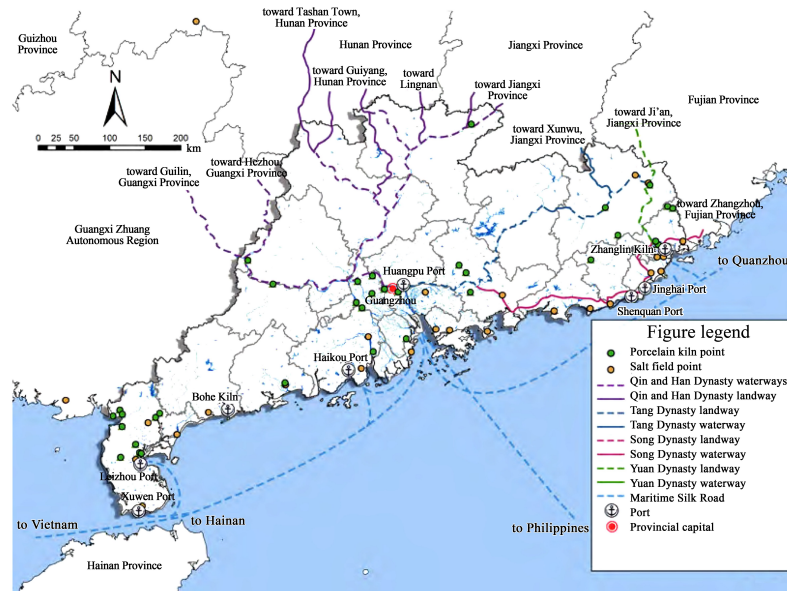 toward Tashan Town,
Hunan Province
Guizhou
Province
Hunan Province
Jiangxi Province
N
toward Guiyang,
Hunan Province
toward
Lingnan
toward Jiangxi
Province
Fujian Province
toward Ji'an,
Jiangxi Province
toward Xunwu,
Jiangxi Province
0 50 100 150 200
km
toward Hezhou,
Guangxi Province
toward Guilin,
Guangxi Province
toward Zhangzhou,
Fujian Province
Guangxi Zhuang
Autonomous Region
Zhanglin Kiln
to Quanzhou
Huangpu Port
Guangzhou
Jinghai Port
Shenquan Port
Haikou Port
Bohe Kiln
Leizhou Port
Xuwen Port
to Vietnam
to Hainan
to Philippines
Hainan Province
Figure legend
Porcelain kiln point
Salt field point
Qin and Han Dynasty waterways
Qin and Han Dynasty landway
Tang Dynasty landway
Tang Dynasty waterway
Song Dynasty landway
Song Dynasty waterway
Yuan Dynasty landway
Yuan Dynasty waterway
Maritime Silk Road
Port
Provincial capital